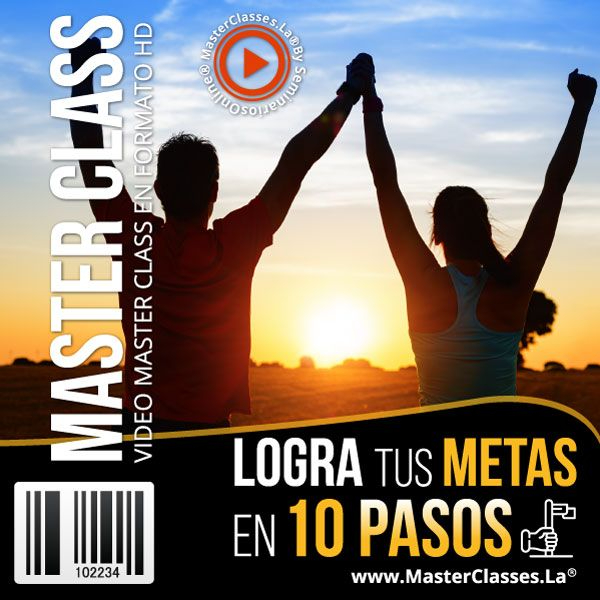 MasterClasses.La®By SeminariosOnline®
MASTER CLASS
VIDEO MASTER CLASS EN FORMATO HD
LOGRA TUS METAS
EN 10 PASOS
102234
www.MasterClasses.La®